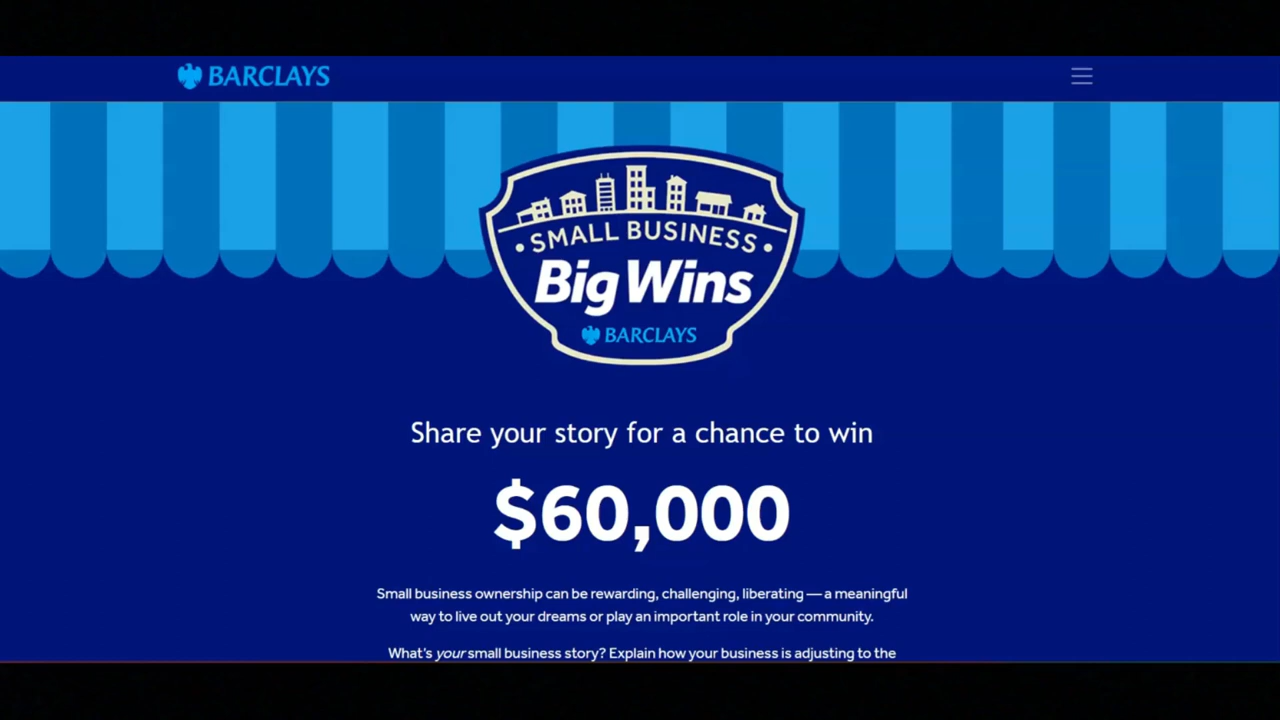 BARCLAYS
• SMALL BUSINESS •
Big Wins
BARCLAYS
Share your story for a chance to win
$60,000
Small business ownership can be rewarding, challenging, liberating — a meaningful
way to live out your dreams or play an important role in your community.
What's your small business story? Explain how your business is adjusting to the